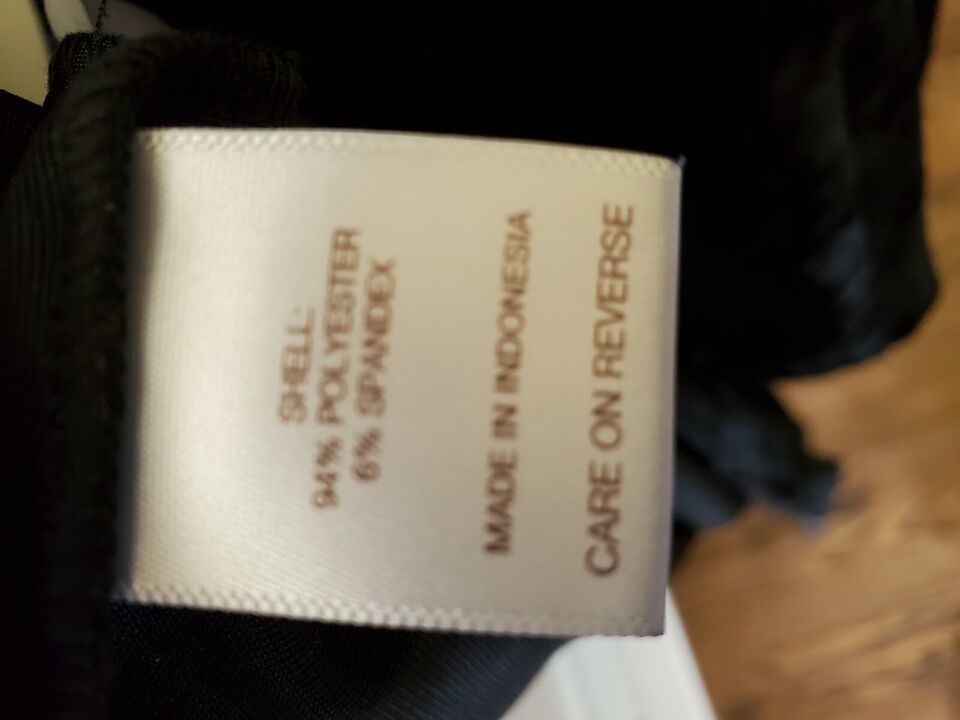 SHELL:
94% POLYESTER
6% SPANDEX
MADE IN INDONESIA
CARE ON REVERSE